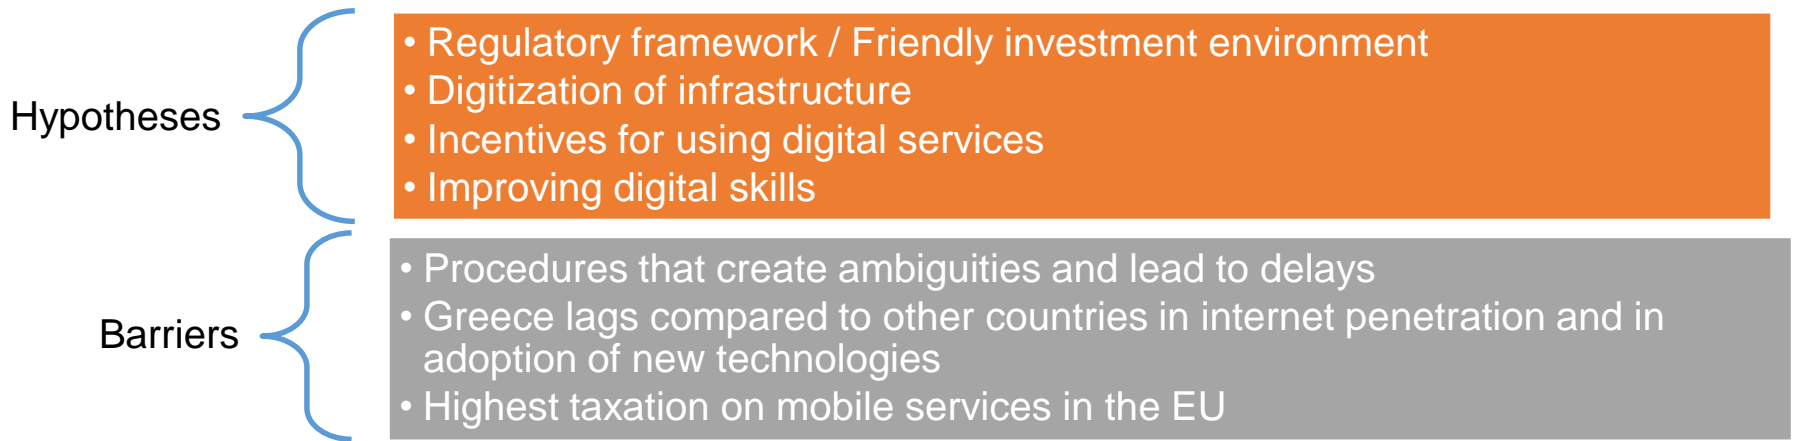 Hypotheses
• Regulatory framework / Friendly investment environment
• Digitization of infrastructure
• Incentives for using digital services
• Improving digital skills
Barriers
• Procedures that create ambiguities and lead to delays
• Greece lags compared to other countries in internet penetration and in
adoption of new technologies
• Highest taxation on mobile services in the EU